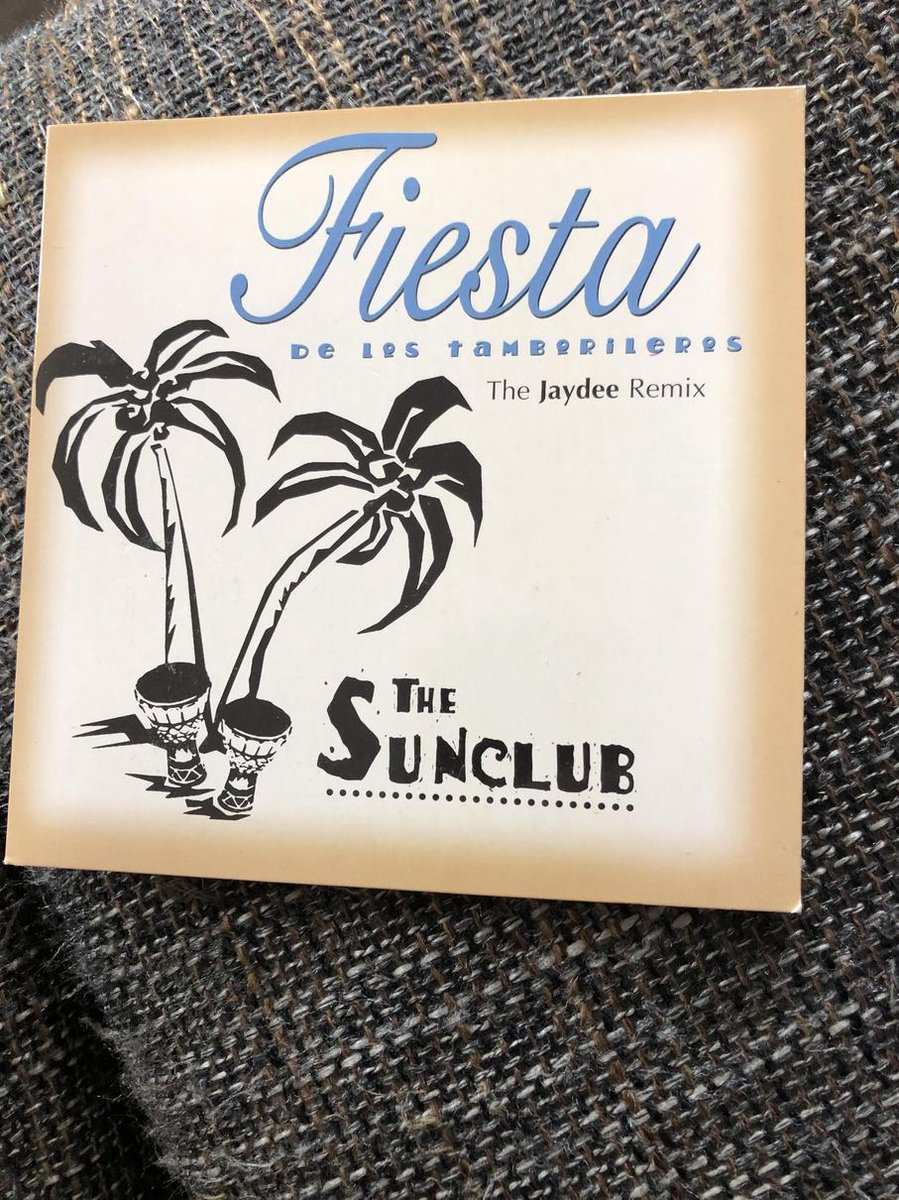 Fiesta
De Los Tamborileros
The Jaydee Remix
THE
SUNCLUB